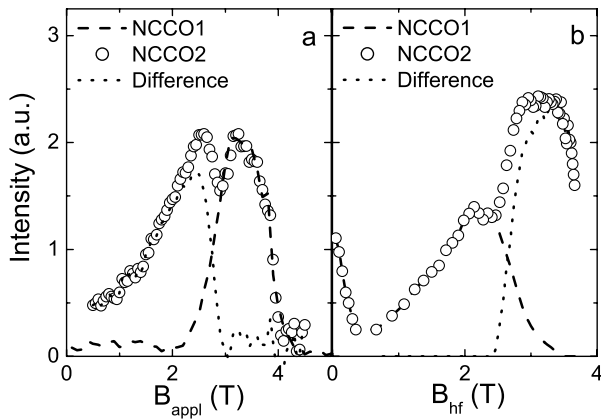 NCCO1
NCCO2
Difference
a
NCCO1
NCCO2
Difference
b
Intensity (a.u.)
3
2
1
0
0 2 4
0 2 4
B_appl (T)
B_hf (T)